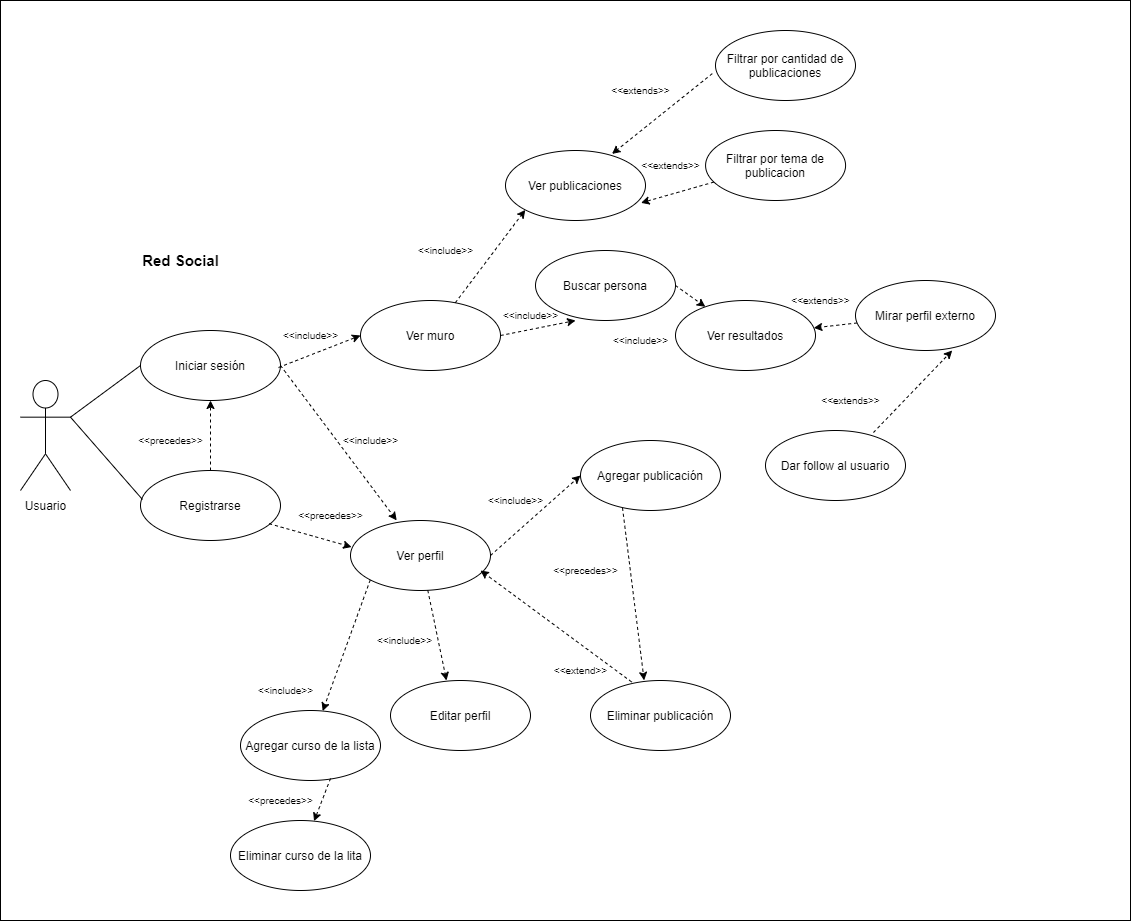 Filtrar por cantidad de
publicaciones
<<extends>>
Filtrar por tema de
publicacion
<<extends>>
Ver publicaciones
<<include>>
Red Social
Buscar persona
<<extends>>
Mirar perfil externo
<<include>>
<<include>>
Ver muro
<<include>>
Ver resultados
Iniciar sesión
<<extends>>
<<precedes>>
<<include>>
Dar follow al usuario
Agregar publicación
Usuario
Registrarse
<<include>>
<<precedes>>
Ver perfil
<<precedes>>
<<include>>
<<extend>>
<<include>>
Editar perfil
Eliminar publicación
Agregar curso de la lista
<<precedes>>
Eliminar curso de la lita